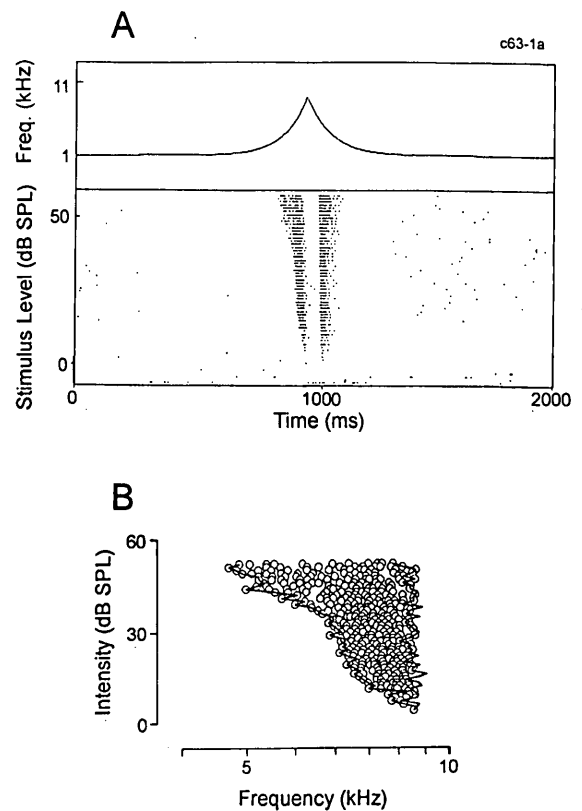 A
c63-1a
Freq. (kHz)
11
1
Stimulus Level (dB SPL)
50
0
0
1000
2000
Time (ms)
B
Intensity (dB SPL)
60
30
0
5
10
Frequency (kHz)